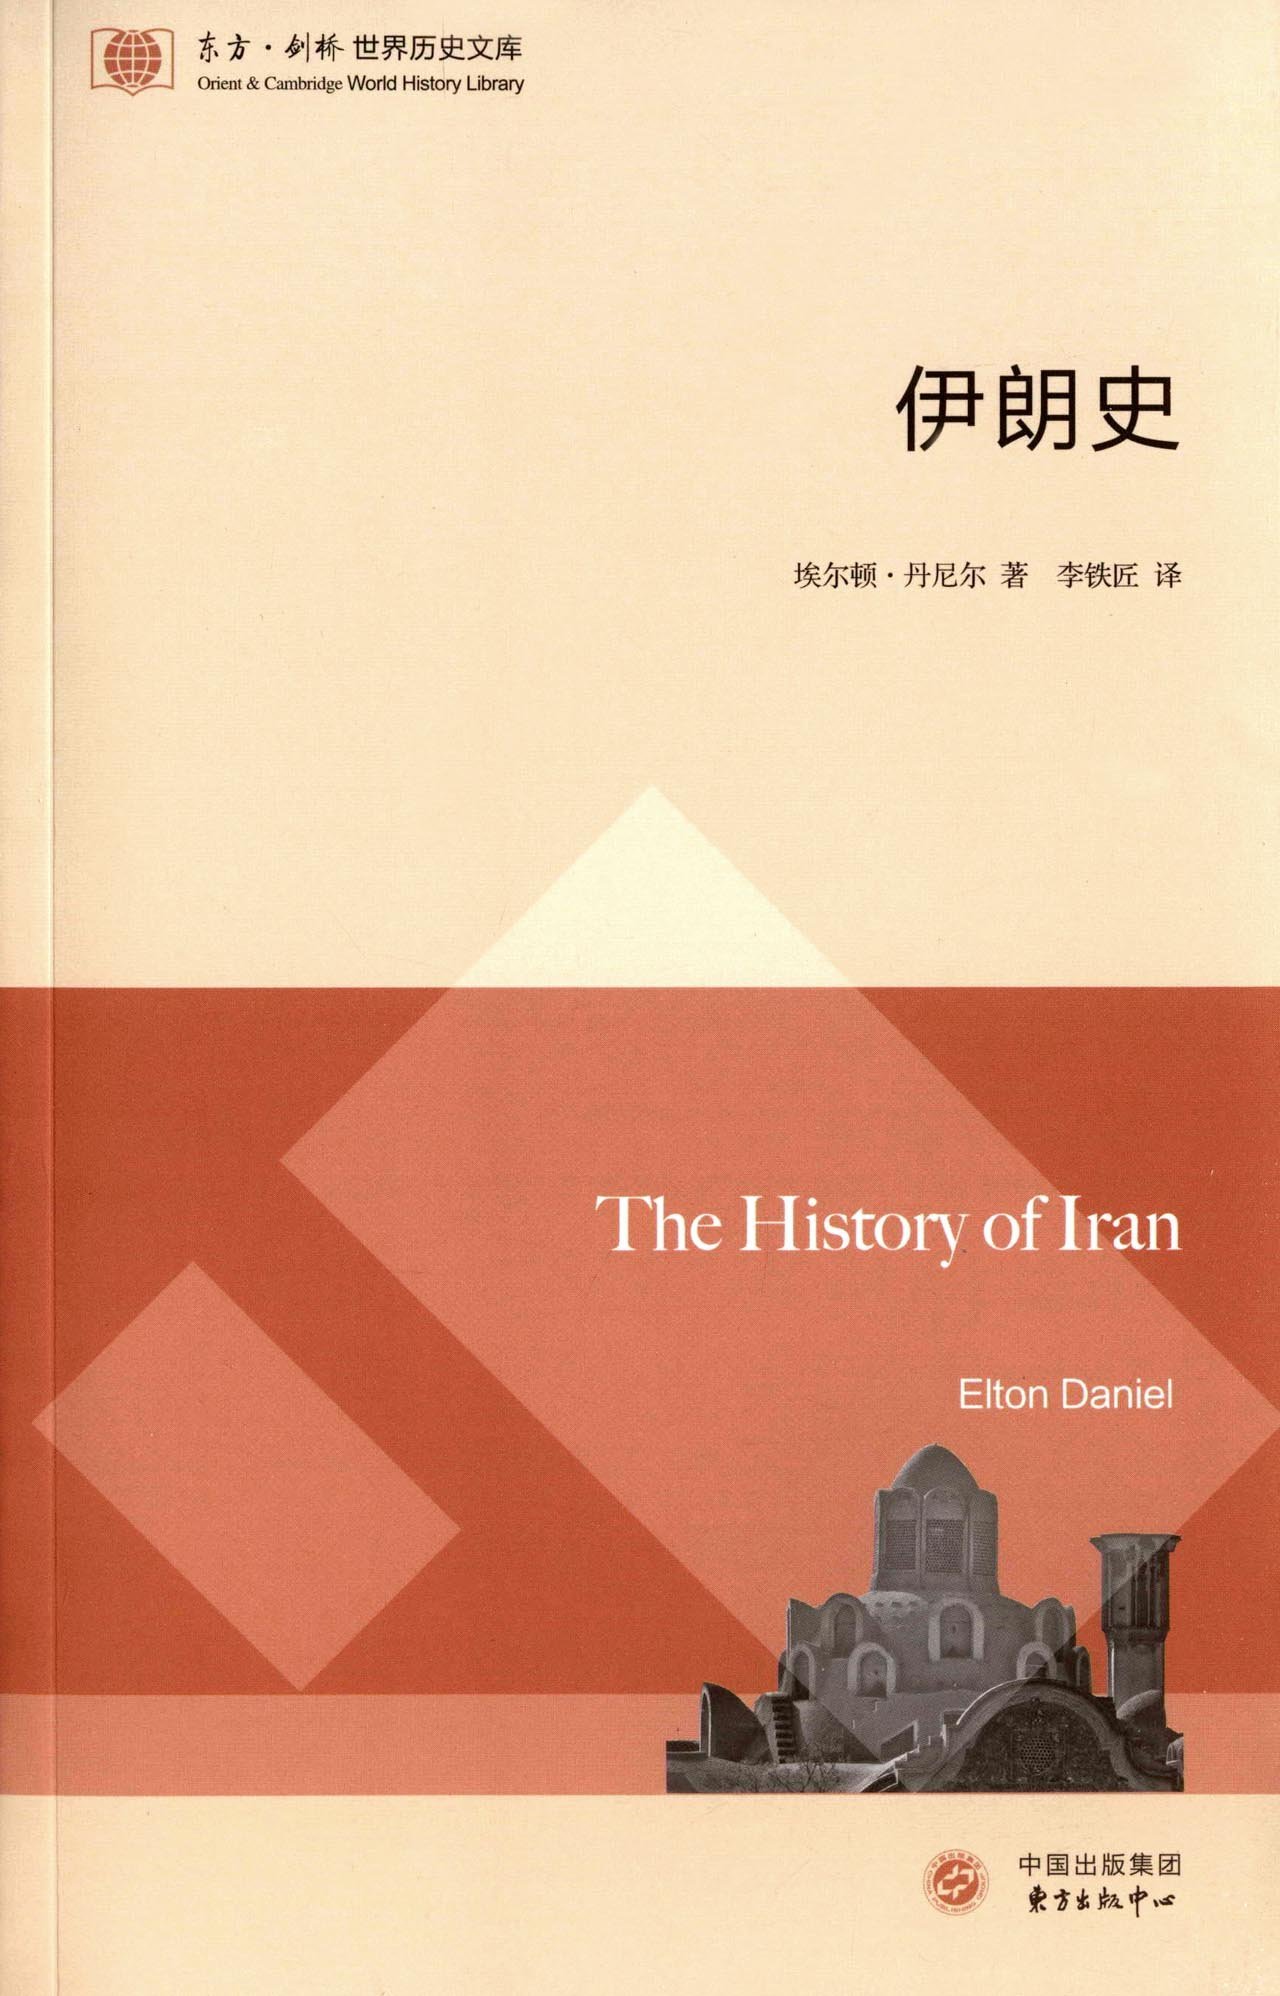 东方·剑桥 世界历史文库
Orient & Cambridge World History Library
伊朗史
埃尔顿·丹尼尔 著 李铁匠 译
The History of Iran
Elton Daniel
中国出版集团
東方出版中心